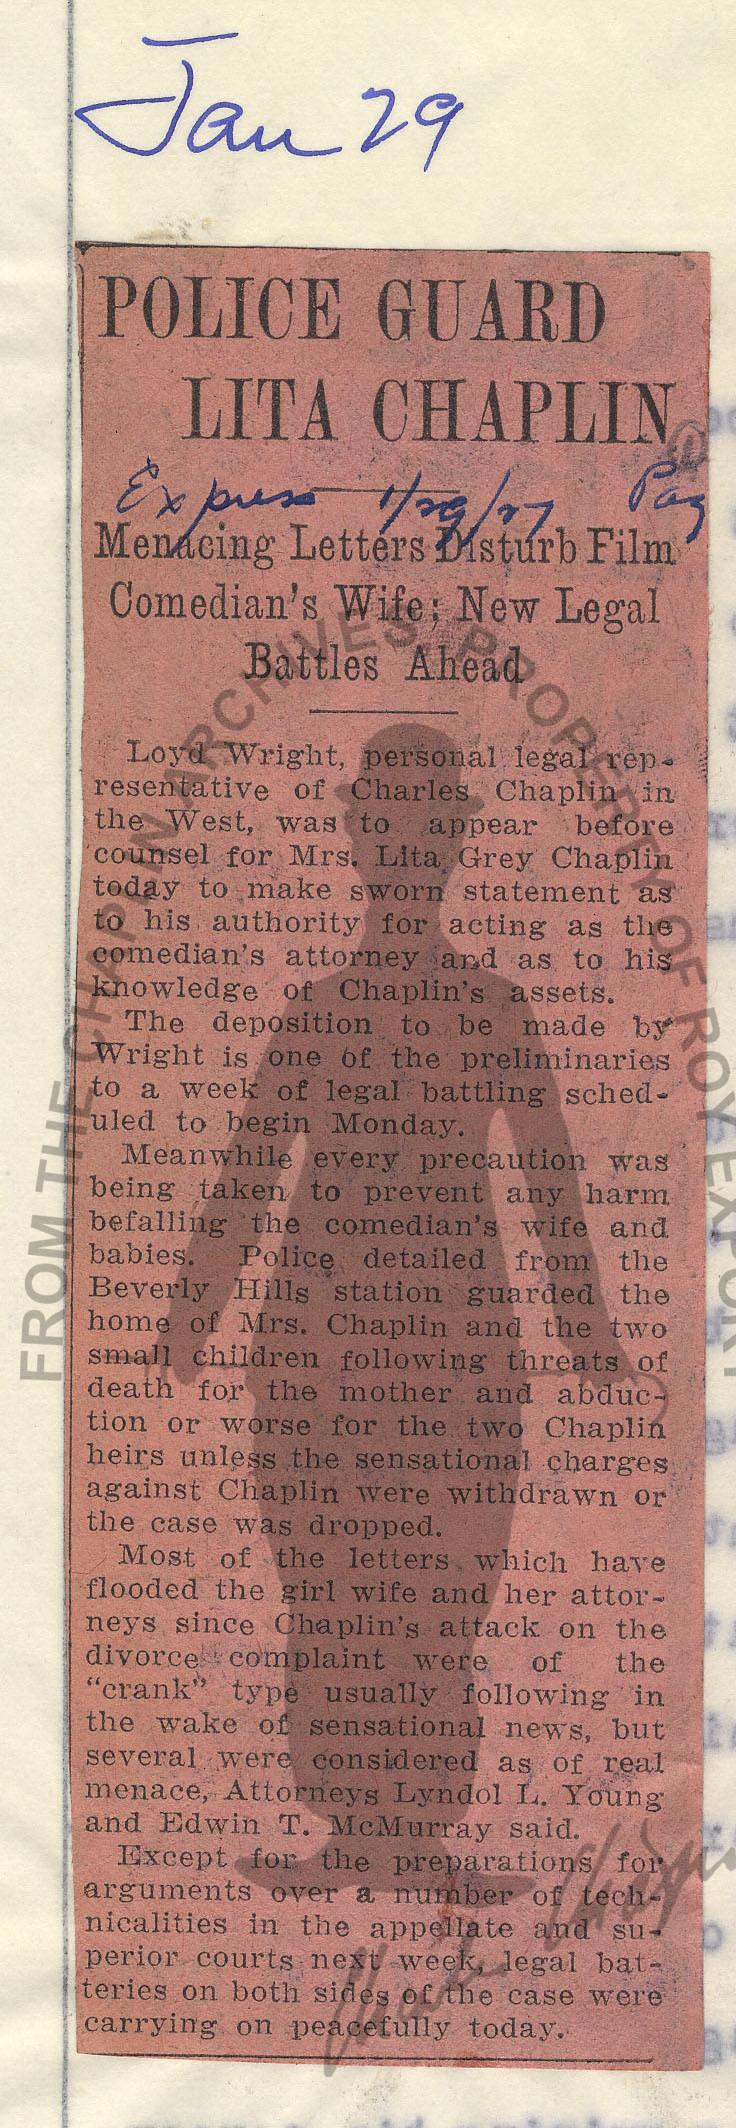 Jan 29
POLICE GUARD
LITA CHAPLIN
Express 1/29/27 Pag
Menacing Letters Disturb Film
Comedian's Wife; New Legal
Battles Ahead
Loyd Wright, personal legal rep-
resentative of Charles Chaplin in
the West, was to appear before
counsel for Mrs. Lita Grey Chaplin
today to make sworn statement as
to his authority for acting as the
comedian's attorney and as to his
knowledge of Chaplin's assets.
The deposition to be made by
Wright is one of the preliminaries
to a week of legal battling sched-
uled to begin Monday.
Meanwhile every precaution was
being taken to prevent any harm
befalling the comedian's wife and
babies. Police detailed from the
Beverly Hills station guarded the
home of Mrs. Chaplin and the two
small children following threats of
death for the mother and abduc-
tion or worse for the two Chaplin
heirs unless the sensational charges
against Chaplin were withdrawn or
the case was dropped.
Most of the letters which have
flooded the girl wife and her attor-
neys since Chaplin's attack on the
divorce complaint were of the
"crank" type usually following in
the wake of sensational news, but
several were considered as of real
menace, Attorneys Lyndol L. Young
and Edwin T. McMurray said.
Except for the preparations for
arguments over a number of tech-
nicalities in the appellate and su-
perior courts next week, legal bat-
teries on both sides of the case were
carrying on peacefully today.
FROM THE CHAPLIN ARCHIVES. PROPERTY OF ROY EXPORT